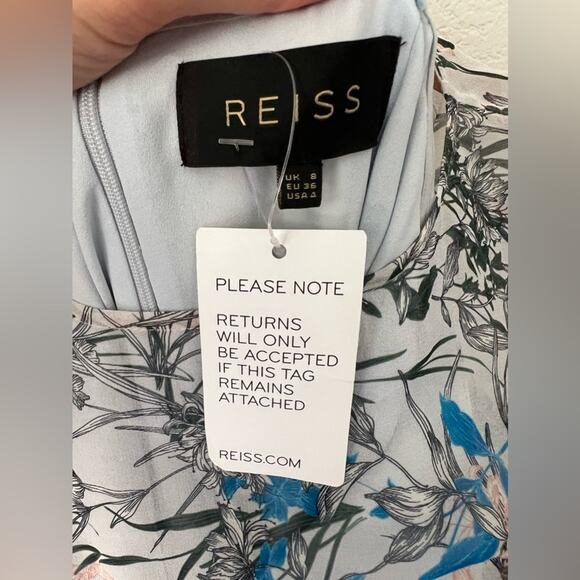 REISS
UK 8
EU 36
USA 4
PLEASE NOTE
RETURNS
WILL ONLY
BE ACCEPTED
IF THIS TAG
REMAINS
ATTACHED
REISS.COM